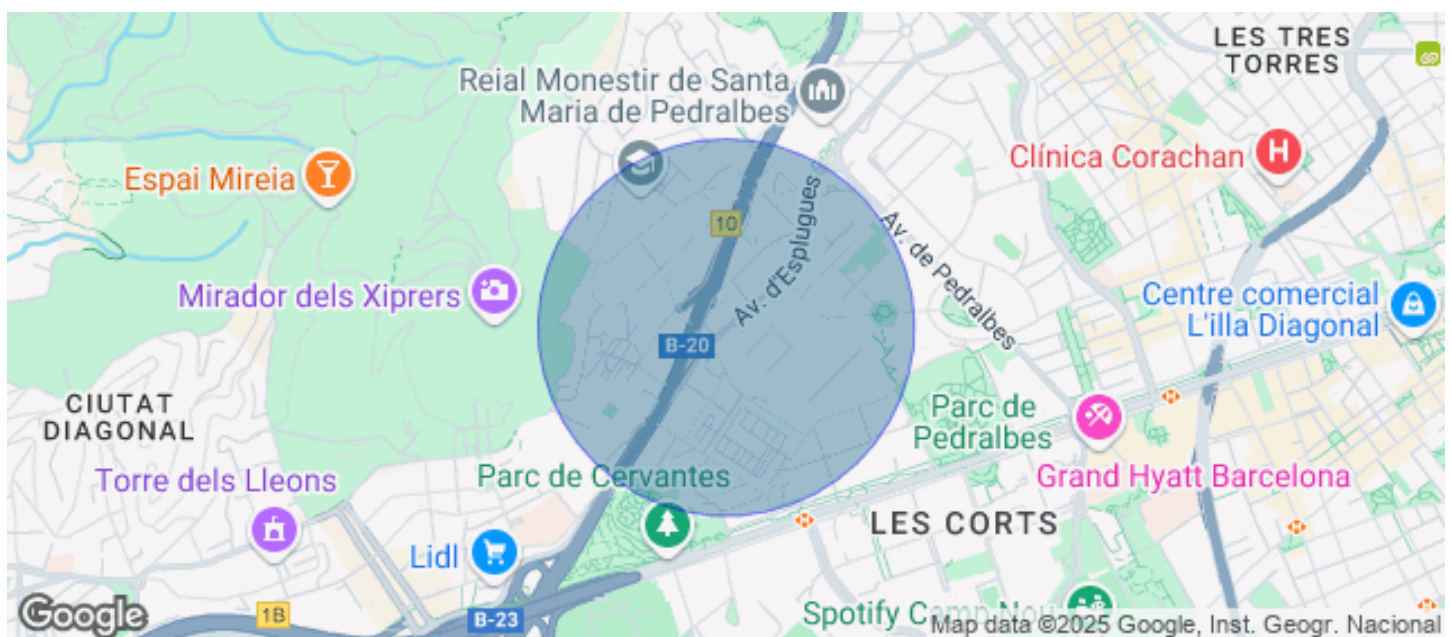 LES TRES
TORRES
Reial Monestir de Santa
Maria de Pedralbes
Clínica Corachan
H
Espai Mireia
10
Av. d'Esplugues
Av. de Pedralbes
Mirador dels Xiprers
Centre comercial
L'illa Diagonal
B-20
CIUTAT
DIAGONAL
Parc de
Pedralbes
Torre dels Lleons
Parc de Cervantes
Grand Hyatt Barcelona
LES CORTS
Lidl
Google
1B
B-23
Spotify Camp Nou
Map data ©2025 Google, Inst. Geogr. Nacional